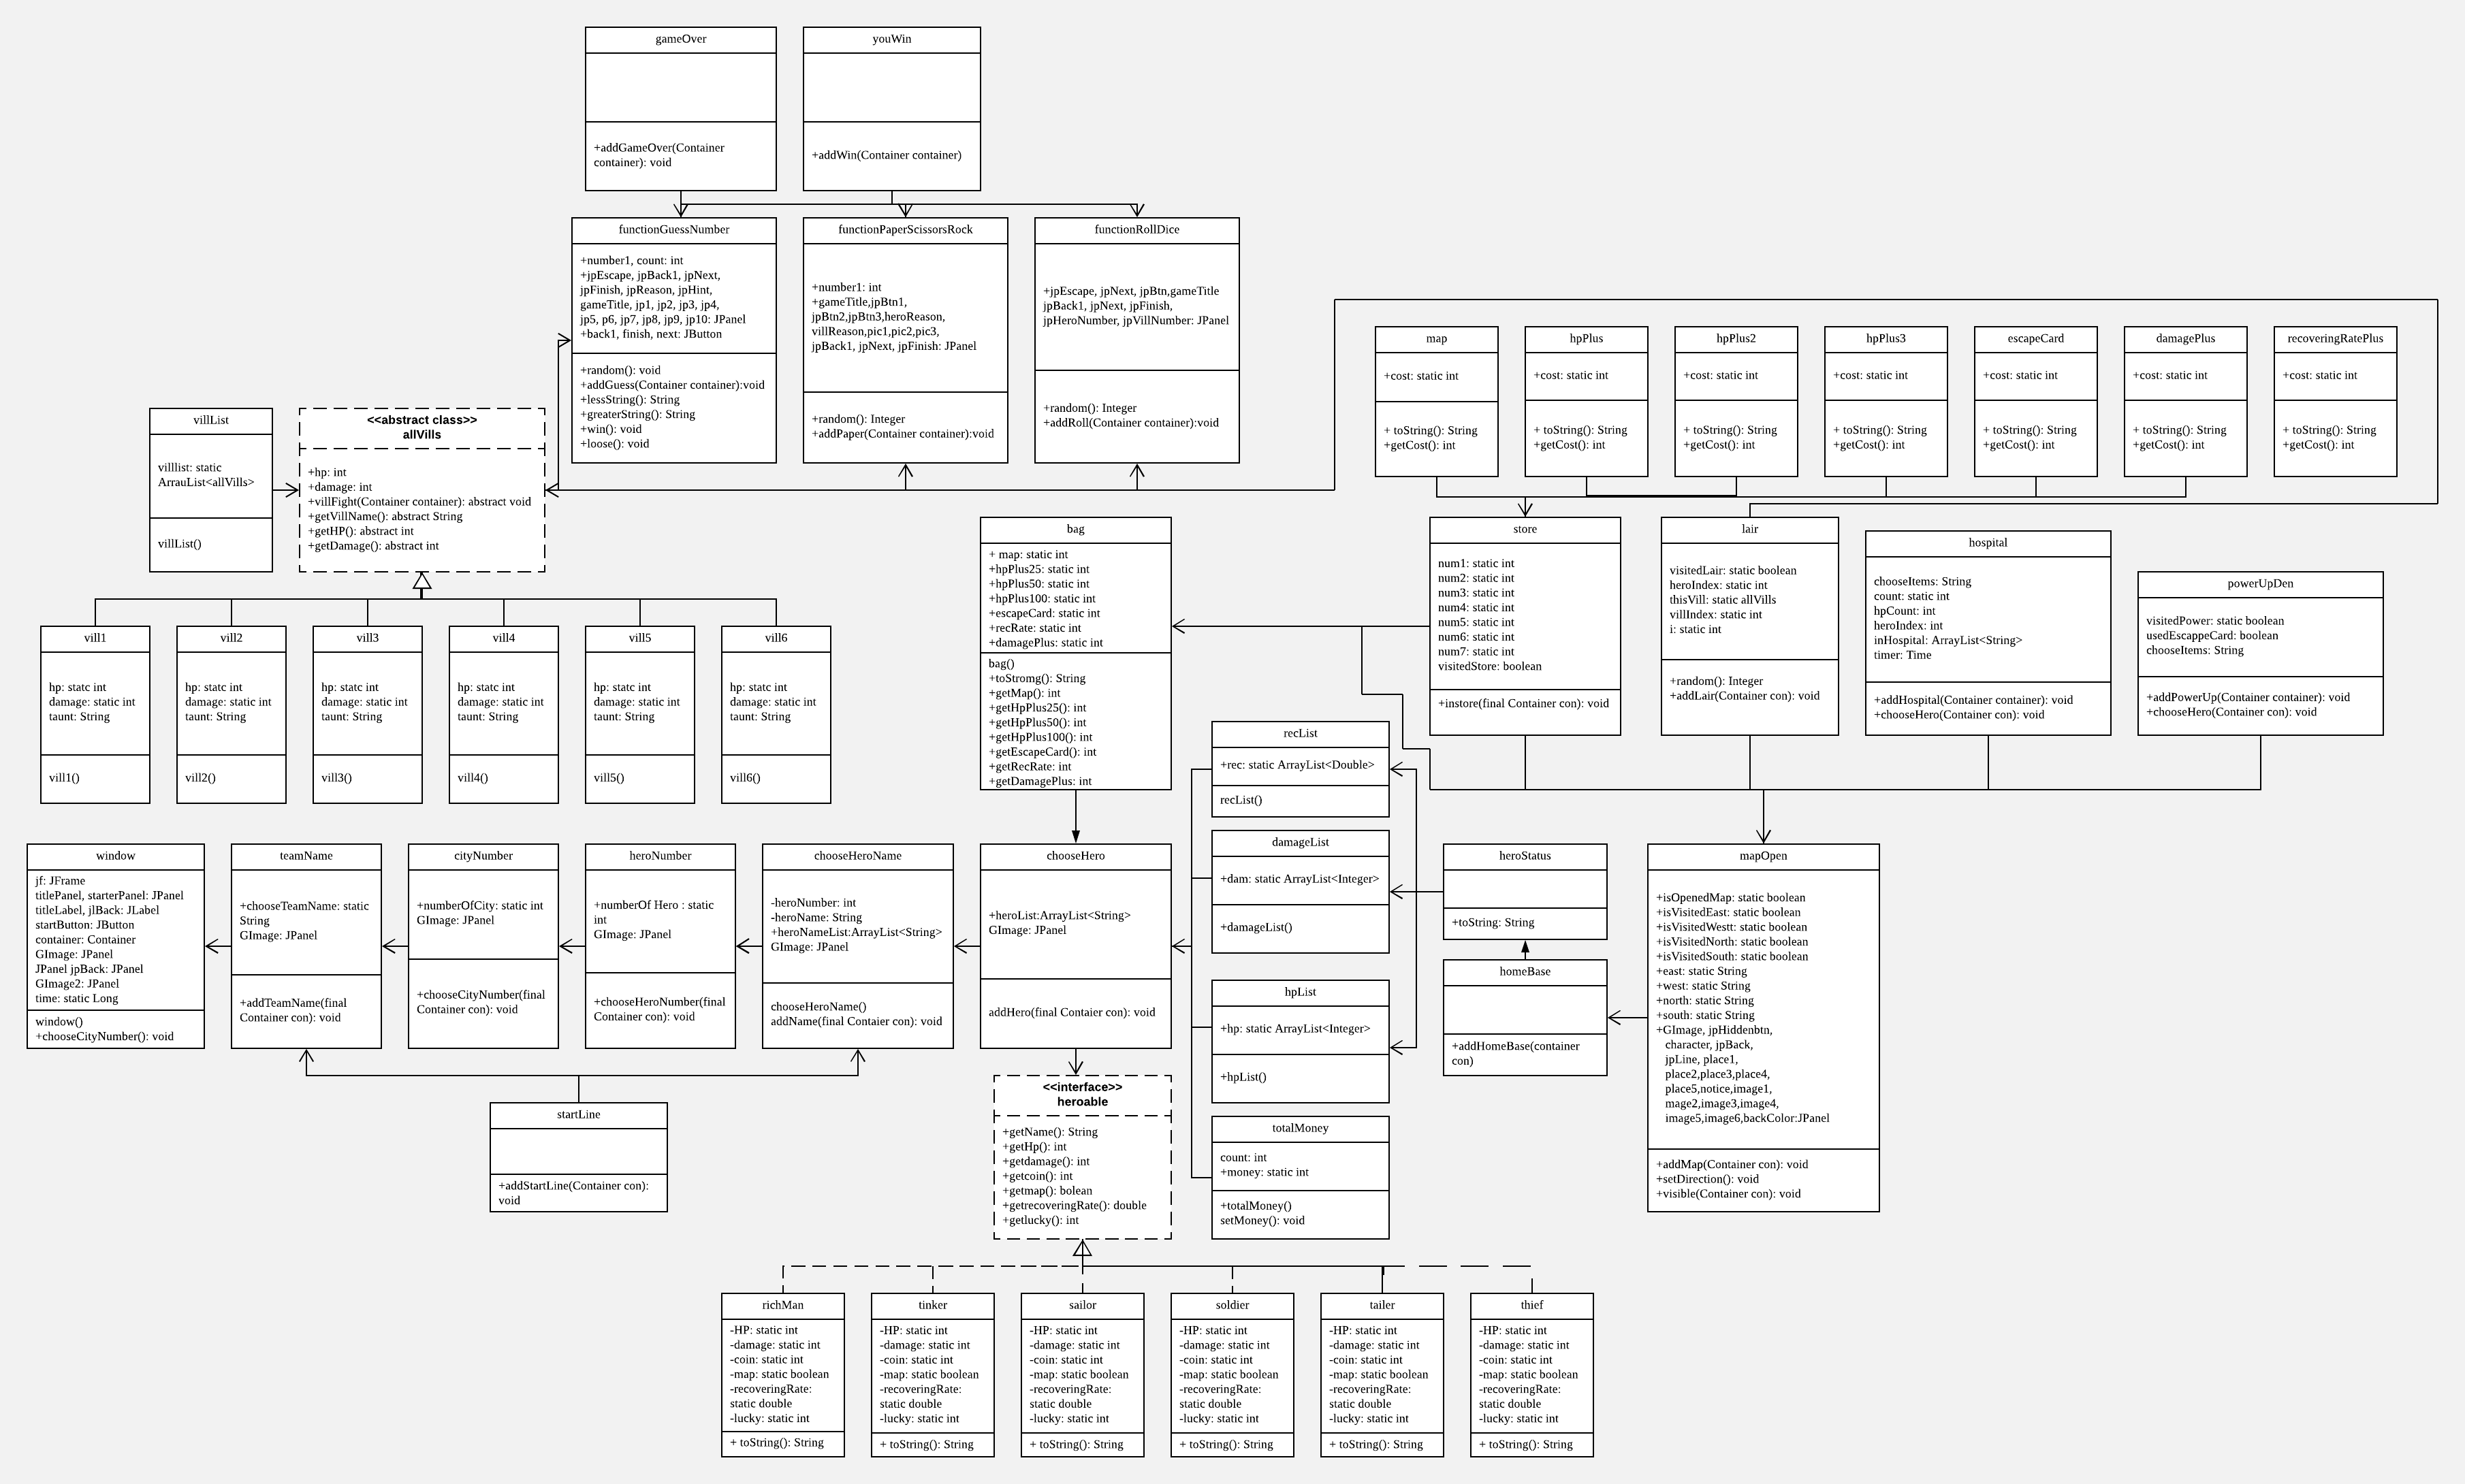 gameOver
+addGameOver(Container
container): void
youWin
+addWin(Container container)
functionGuessNumber
+number1, count: int
+jpEscape, jpBack1, jpNext,
jpFinish, jpReason, jpHint,
gameTitle, jp1, jp2, jp3, jp4,
jp5, p6, jp7, jp8, jp9, jp10: JPanel
+back1, finish, next: JButton
+random(): void
+addGuess(Container container):void
+lessString(): String
+greaterString(): String
+win(): void
+loose(): void
functionPaperScissorsRock
+number1: int
+gameTitle,jpBtn1,
jpBtn2,jpBtn3,heroReason,
villReason,pic1,pic2,pic3,
jpBack1, jpNext, jpFinish: JPanel
+random(): Integer
+addPaper(Container container):void
functionRollDice
+jpEscape, jpNext, jpBtn,gameTitle
jpBack1, jpNext, jpFinish,
jpHeroNumber, jpVillNumber: JPanel
+random(): Integer
+addRoll(Container container):void
map
+cost: static int
+ toString(): String
+getCost(): int
hpPlus
+cost: static int
+ toString(): String
+getCost(): int
hpPlus2
+cost: static int
+ toString(): String
+getCost(): int
hpPlus3
+cost: static int
+ toString(): String
+getCost(): int
escapeCard
+cost: static int
+ toString(): String
+getCost(): int
damagePlus
+cost: static int
+ toString(): String
+getCost(): int
recoveringRatePlus
+cost: static int
+ toString(): String
+getCost(): int
villList
villlist: static
ArrauList<allVills>
villList()
<<abstract class>>
allVills
+hp: int
+damage: int
+villFight(Container container): abstract void
+getVillName(): abstract String
+getHP(): abstract int
+getDamage(): abstract int
bag
+ map: static int
+hpPlus25: static int
+hpPlus50: static int
+hpPlus100: static int
+escapeCard: static int
+recRate: static int
+damagePlus: static int
bag()
+toStromg(): String
+getMap(): int
+getHpPlus25(): int
+getHpPlus50(): int
+getHpPlus100(): int
+getEscapeCard(): int
+getRecRate: int
+getDamagePlus: int
store
num1: static int
num2: static int
num3: static int
num4: static int
num5: static int
num6: static int
num7: static int
visitedStore: boolean
+instore(final Container con): void
lair
visitedLair: static boolean
heroIndex: static int
thisVill: static allVills
villIndex: static int
i: static int
+random(): Integer
+addLair(Container con): void
hospital
chooseItems: String
count: static int
hpCount: int
heroIndex: int
inHospital: ArrayList<String>
timer: Time
+addHospital(Container container): void
+chooseHero(Container con): void
powerUpDen
visitedPower: static boolean
usedEscappeCard: boolean
chooseItems: String
+addPowerUp(Container container): void
+chooseHero(Container con): void
vill1
hp: statc int
damage: static int
taunt: String
vill1()
vill2
hp: statc int
damage: static int
taunt: String
vill2()
vill3
hp: statc int
damage: static int
taunt: String
vill3()
vill4
hp: statc int
damage: static int
taunt: String
vill4()
vill5
hp: statc int
damage: static int
taunt: String
vill5()
vill6
hp: statc int
damage: static int
taunt: String
vill6()
recList
+rec: static ArrayList<Double>
recList()
damageList
+dam: static ArrayList<Integer>
+damageList()
hpList
+hp: static ArrayList<Integer>
+hpList()
totalMoney
count: int
+money: static int
+totalMoney()
setMoney(): void
window
jf: JFrame
titlePanel, starterPanel: JPanel
titleLabel, jlBack: JLabel
startButton: JButton
container: Container
GImage: JPanel
JPanel jpBack: JPanel
GImage2: JPanel
time: static Long
window()
+chooseCityNumber(): void
teamName
+chooseTeamName: static
String
GImage: JPanel
+addTeamName(final
Container con): void
cityNumber
+numberOfCity: static int
GImage: JPanel
+chooseCityNumber(final
Container con): void
heroNumber
+numberOf Hero : static
int
GImage: JPanel
+chooseHeroNumber(final
Container con): void
chooseHeroName
-heroNumber: int
-heroName: String
+heroNameList:ArrayList<String>
GImage: JPanel
chooseHeroName()
addName(final Contaier con): void
chooseHero
+heroList:ArrayList<String>
GImage: JPanel
addHero(final Contaier con): void
heroStatus
+toString: String
homeBase
+addHomeBase(container
con)
mapOpen
+isOpenedMap: static boolean
+isVisitedEast: static boolean
+isVisitedWestt: static boolean
+isVisitedNorth: static boolean
+isVisitedSouth: static boolean
+east: static String
+west: static String
+north: static String
+south: static String
+GImage, jpHiddenbtn,
character, jpBack,
jpLine, place1,
place2,place3,place4,
place5,notice,image1,
mage2,image3,image4,
image5,image6,backColor:JPanel
+addMap(Container con): void
+setDirection(): void
+visible(Container con): void
startLine
+addStartLine(Container con):
void
<<interface>>
heroable
+getName(): String
+getHp(): int
+getdamage(): int
+getcoin(): int
+getmap(): bolean
+getrecoveringRate(): double
+getlucky(): int
richMan
-HP: static int
-damage: static int
-coin: static int
-map: static boolean
-recoveringRate:
static double
-lucky: static int
+ toString(): String
tinker
-HP: static int
-damage: static int
-coin: static int
-map: static boolean
-recoveringRate:
static double
-lucky: static int
+ toString(): String
sailor
-HP: static int
-damage: static int
-coin: static int
-map: static boolean
-recoveringRate:
static double
-lucky: static int
+ toString(): String
soldier
-HP: static int
-damage: static int
-coin: static int
-map: static boolean
-recoveringRate:
static double
-lucky: static int
+ toString(): String
tailer
-HP: static int
-damage: static int
-coin: static int
-map: static boolean
-recoveringRate:
static double
-lucky: static int
+ toString(): String
thief
-HP: static int
-damage: static int
-coin: static int
-map: static boolean
-recoveringRate:
static double
-lucky: static int
+ toString(): String